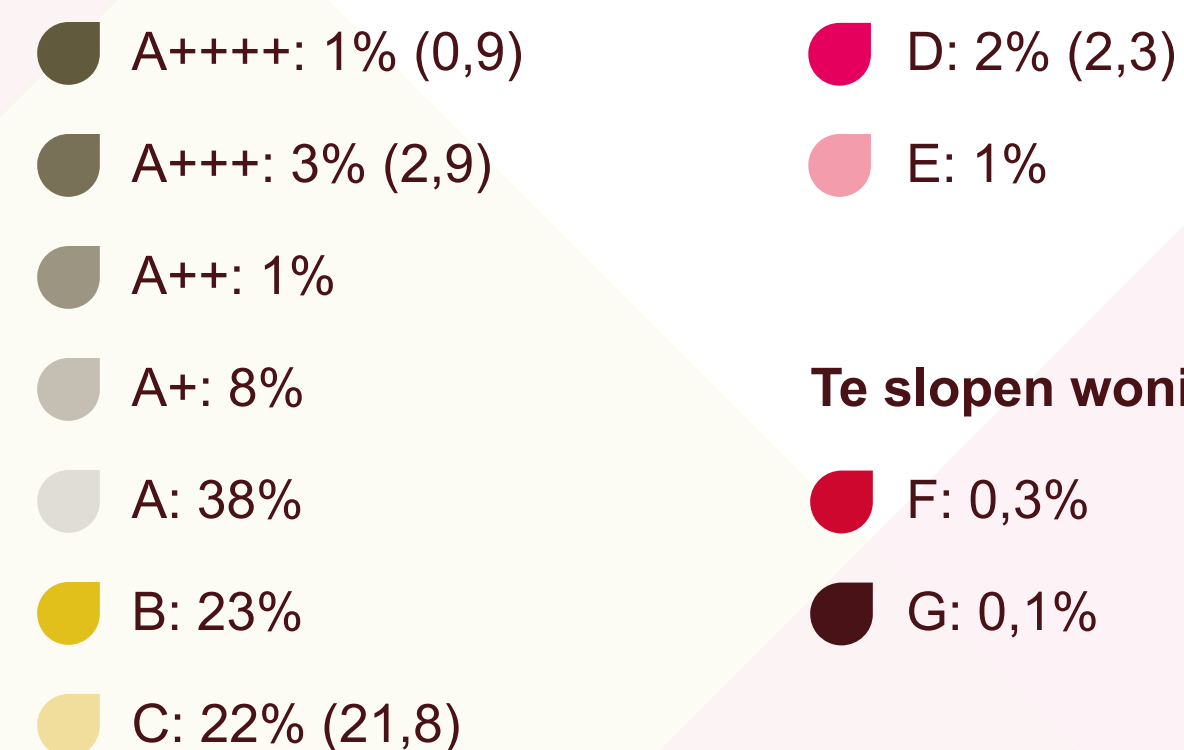 A++++: 1% (0,9)
A+++: 3% (2,9)
A++: 1%
A+: 8%
A: 38%
B: 23%
C: 22% (21,8)
D: 2% (2,3)
E: 1%
Te slopen
F: 0,3%
G: 0,1%